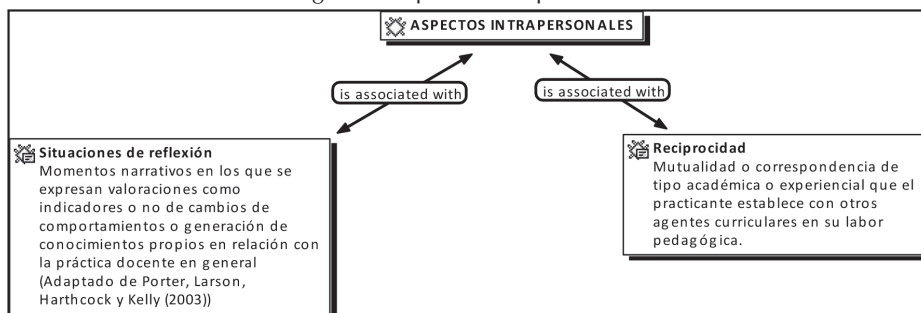 ASPECTOS INTRAPERSONALES
is associated with
is associated with
Situaciones de reflexión
Momentos narrativos en los que se
expresan valoraciones como
indicadores o no de cambios de
comportamientos o generación de
conocimientos propios en relación con
la práctica docente en general
(Adaptado de Porter, Larson,
Harthcock y Kelly (2003))
Reciprocidad
Mutualidad o correspondencia de
tipo académica o experiencial que el
practicante establece con otros
agentes curriculares en su labor
pedagógica.